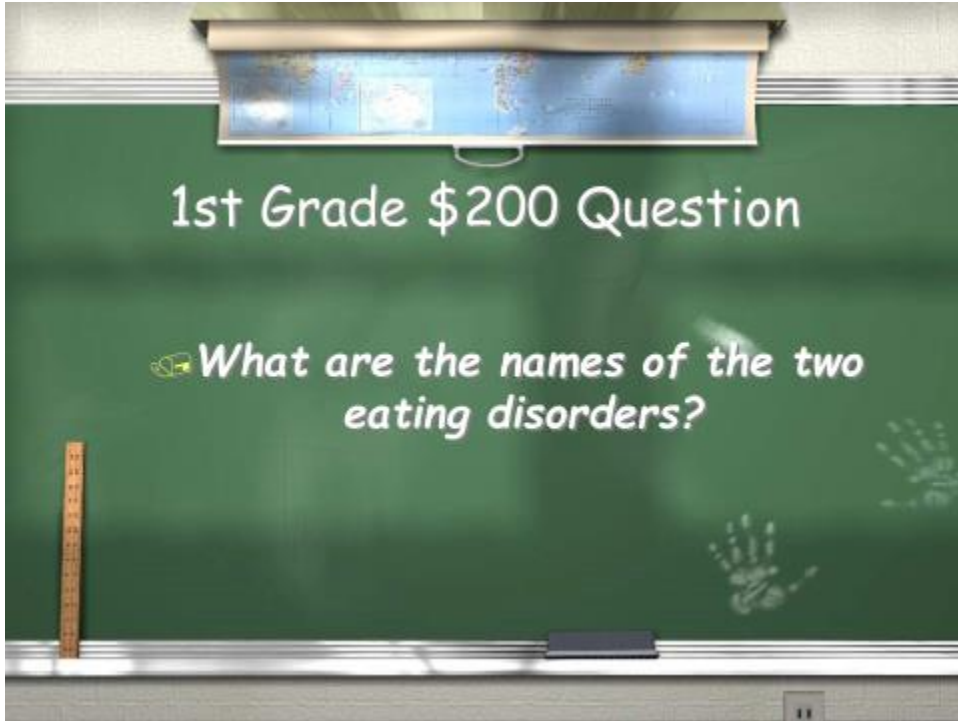 1st Grade $200 Question
What are the names of the two
eating disorders?